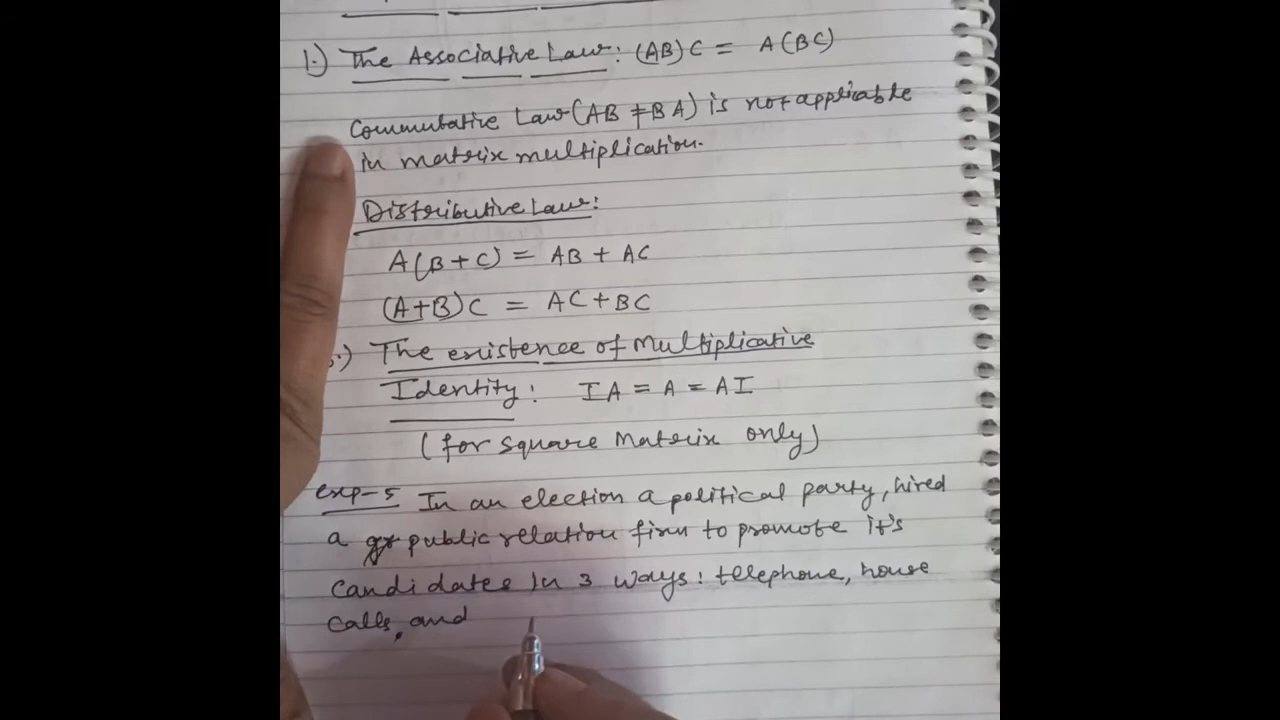 1.) The Associative Law: (AB)C = A(BC)
Commutative Law (AB ≠ BA) is not applicable
in matrix multiplication.
Distributive Law:
A(B+C) = AB + AC
(A+B)C = AC + BC
.) The existence of Multiplicative
Identity: IA = A = AI
(for square Matrix only)
exp-5 In an election a political party, hired
a public relation firm to promote it's
candidates in 3 ways: telephone, house
calls, and